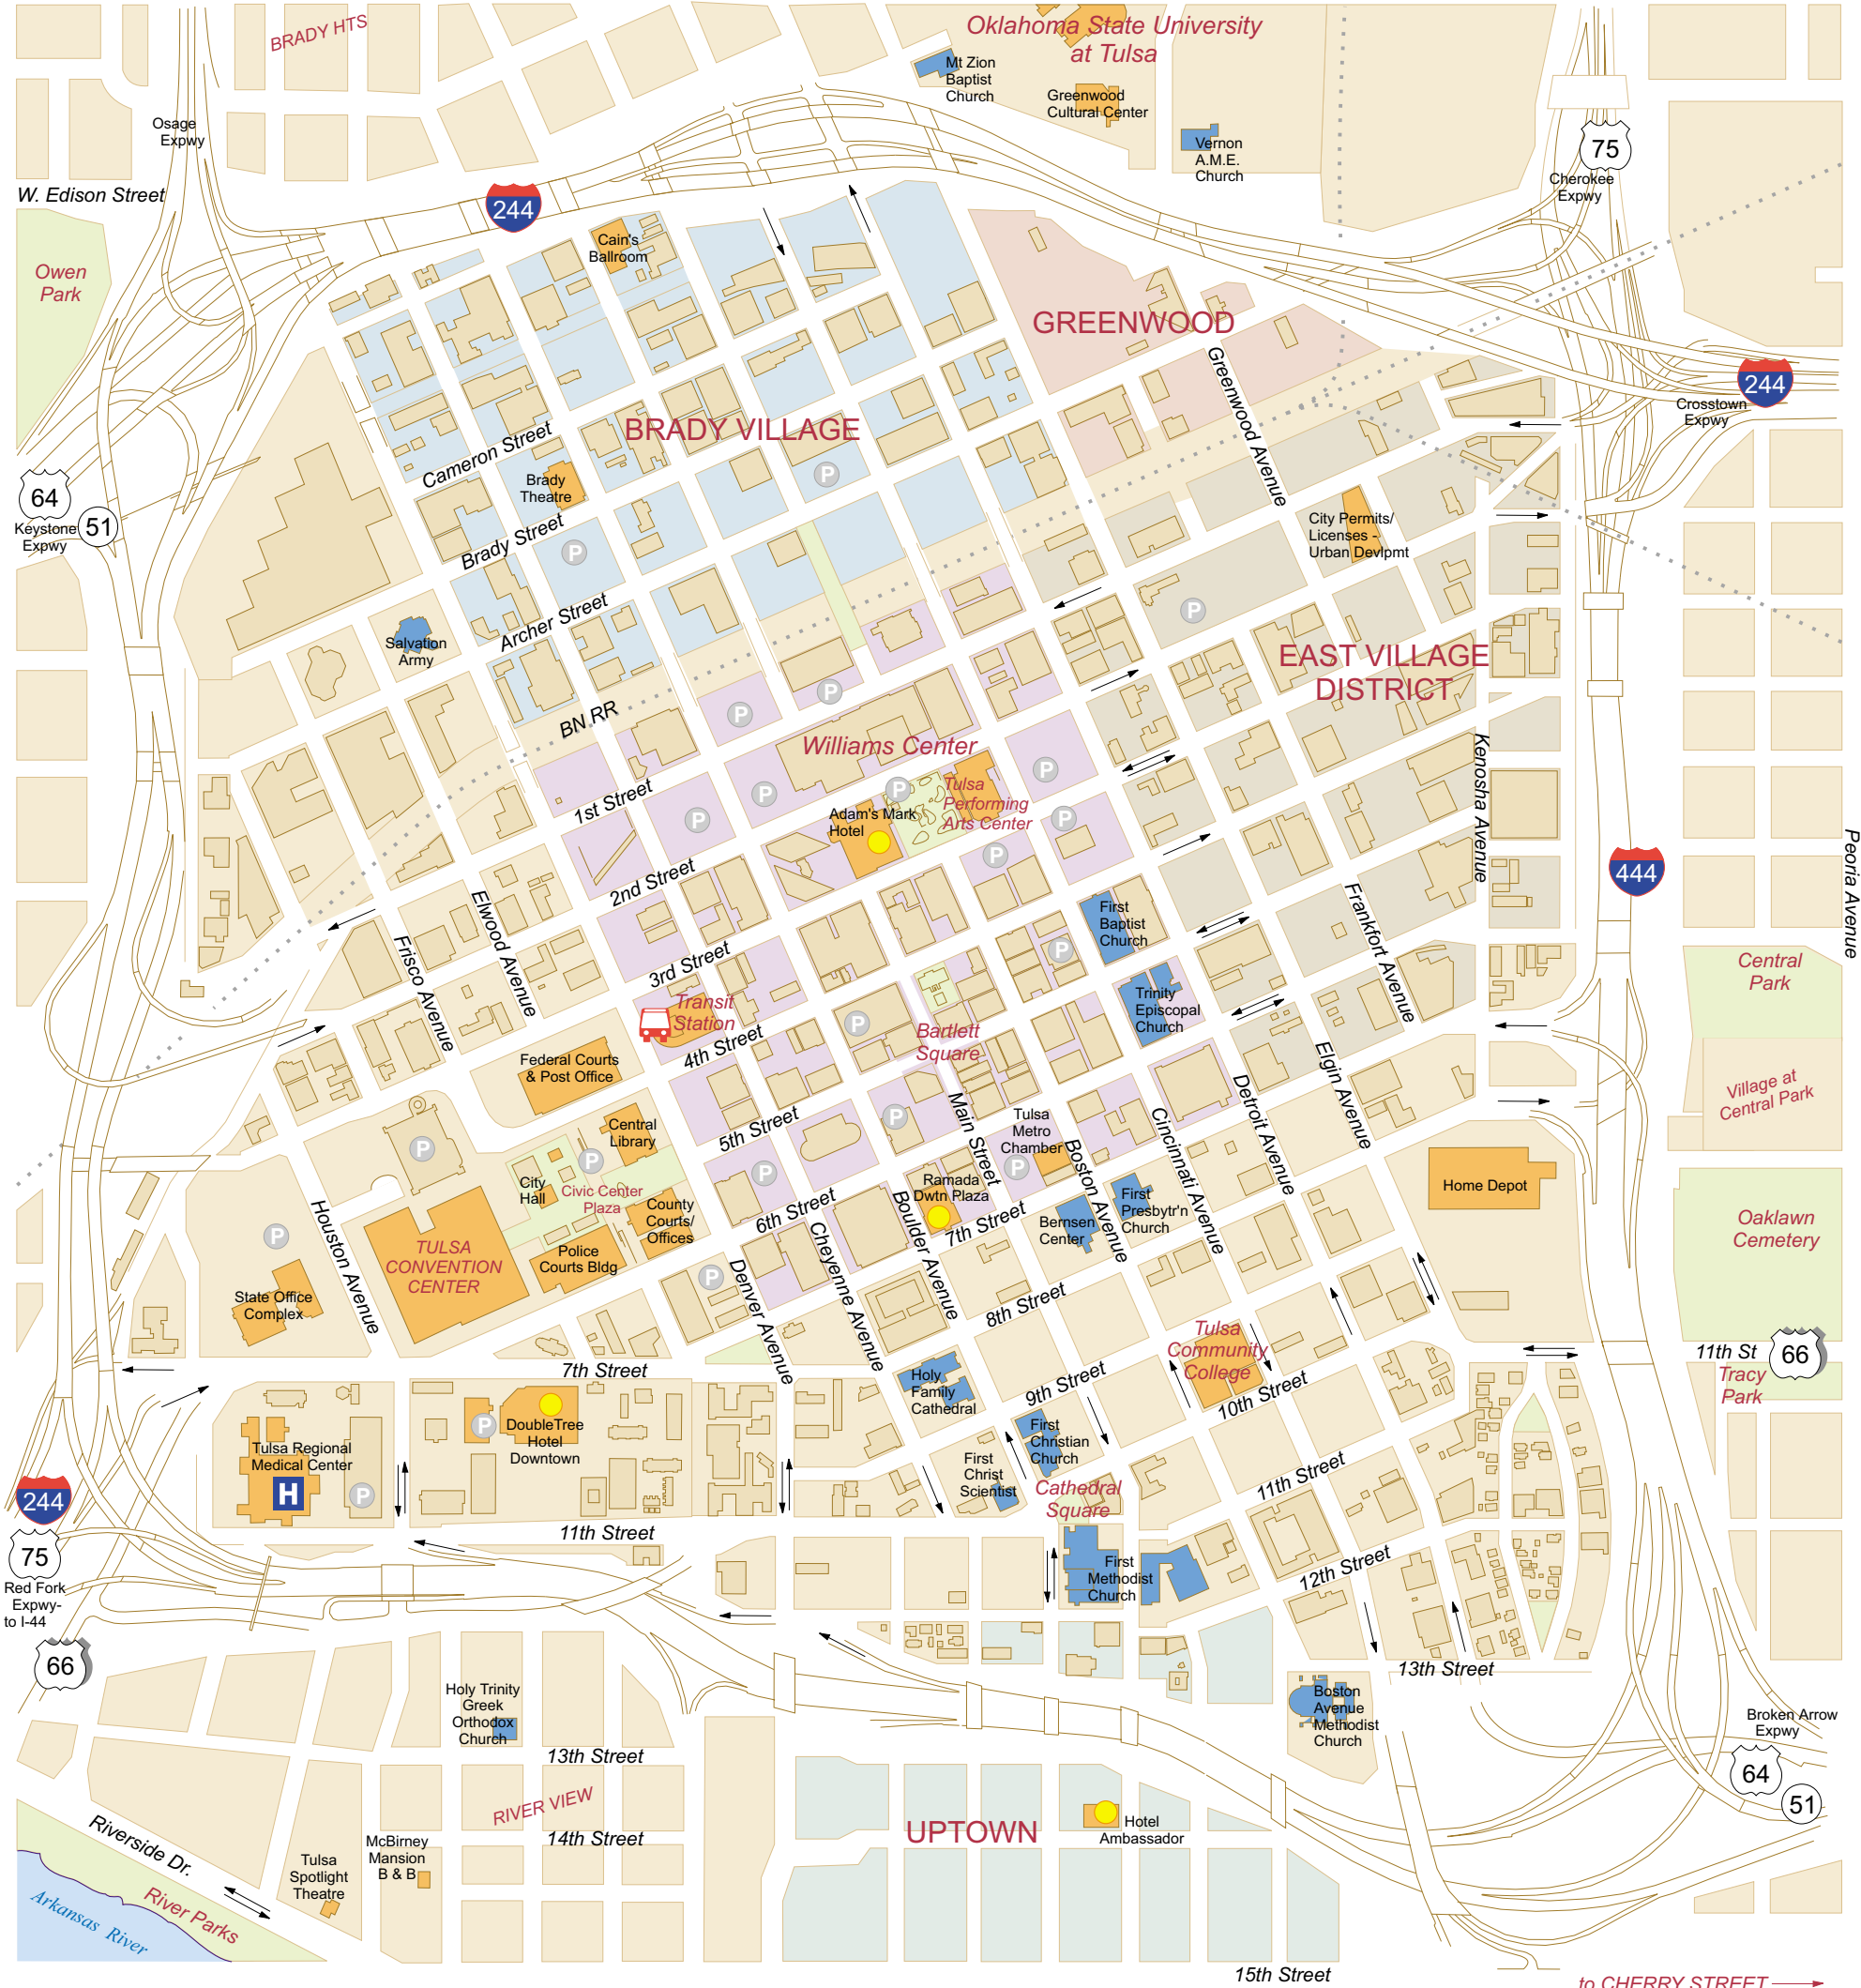 BRADY HTS
Oklahoma State University
at Tulsa
Mt Zion
Baptist
Church
Greenwood
Cultural Center
Vernon
A.M.E.
Church
Osage
Expwy
75
Cherokee
Expwy
W. Edison Street
244
Cain's
Ballroom
Owen
Park
GREENWOOD
Greenwood Avenue
244
Crosstown
Expwy
BRADY VILLAGE
Cameron Street
Brady
Theatre
P
64
Keystone
Expwy
51
Brady Street
P
City Permits/
Licenses -
Urban Devlpmt
Archer Street
P
Salvation
Army
EAST VILLAGE
DISTRICT
BN RR
P
P
Williams Center
Kenosha Avenue
1st Street
P
P
P
P
Tulsa
Performing
Arts Center
Adam's Mark
Hotel
P
P
Peoria Avenue
444
2nd Street
Elwood Avenue
Frisco Avenue
First
Baptist
Church
Frankfort Avenue
P
3rd Street
Central
Park
Transit
Station
Trinity
Episcopal
Church
P
Bartlett
Square
4th Street
Federal Courts
& Post Office
Elgin Avenue
Village at
Central Park
Detroit Avenue
Main Street
Tulsa
Metro
Chamber
Cincinnati Avenue
P
Central
Library
5th Street
P
P
Boston Avenue
P
P
City
Hall
Civic Center
Plaza
Ramada
Dwtn Plaza
First
Presbytr'n
Church
Home Depot
County
Courts/
Offices
6th Street
Boulder Avenue
7th Street
Bernsen
Center
Oaklawn
Cemetery
Houston Avenue
P
TULSA
CONVENTION
CENTER
Police
Courts Bldg
Cheyenne Avenue
Denver Avenue
P
State Office
Complex
8th Street
Tulsa
Community
College
11th St
66
Tracy
Park
7th Street
Holy
Family
Cathedral
9th Street
10th Street
DoubleTree
Hotel
Downtown
P
First
Christian
Church
Tulsa Regional
Medical Center
H
P
First
Christ
Scientist
Cathedral
Square
11th Street
244
11th Street
75
Red Fork
Expwy-
to I-44
First
Methodist
Church
12th Street
66
13th Street
Holy Trinity
Greek
Orthodox
Church
Boston
Avenue
Methodist
Church
Broken Arrow
Expwy
13th Street
64
51
RIVER VIEW
UPTOWN
Hotel
Ambassador
14th Street
Riverside Dr.
McBirney
Mansion
B & B
Tulsa
Spotlight
Theatre
River Parks
Arkansas River
15th Street
to CHERRY STREET